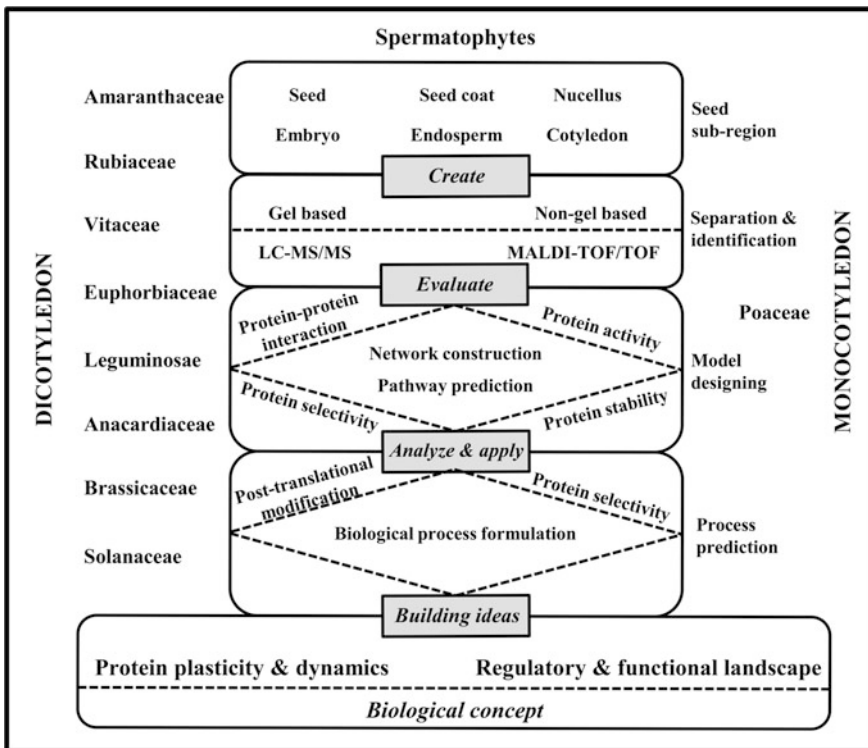 Spermatophytes
DICOTYLEDON
Amaranthaceae
Rubiaceae
Vitaceae
Euphorbiaceae
Leguminosae
Anacardiaceae
Brassicaceae
Solanaceae
Seed Seed coat Nucellus
Embryo Endosperm Cotyledon
Seed
sub-region
Create
Gel based Non-gel based
LC-MS/MS MALDI-TOF/TOF
Separation &
identification
Evaluate
Protein-protein
interaction
Protein activity
Network construction
Pathway prediction
Protein selectivity
Protein stability
Poaceae
Model
designing
MONOCOTYLEDON
Analyze & apply
Post-translational
modification
Protein selectivity
Biological process formulation
Process
prediction
Building ideas
Protein plasticity & dynamics Regulatory & functional landscape
Biological concept